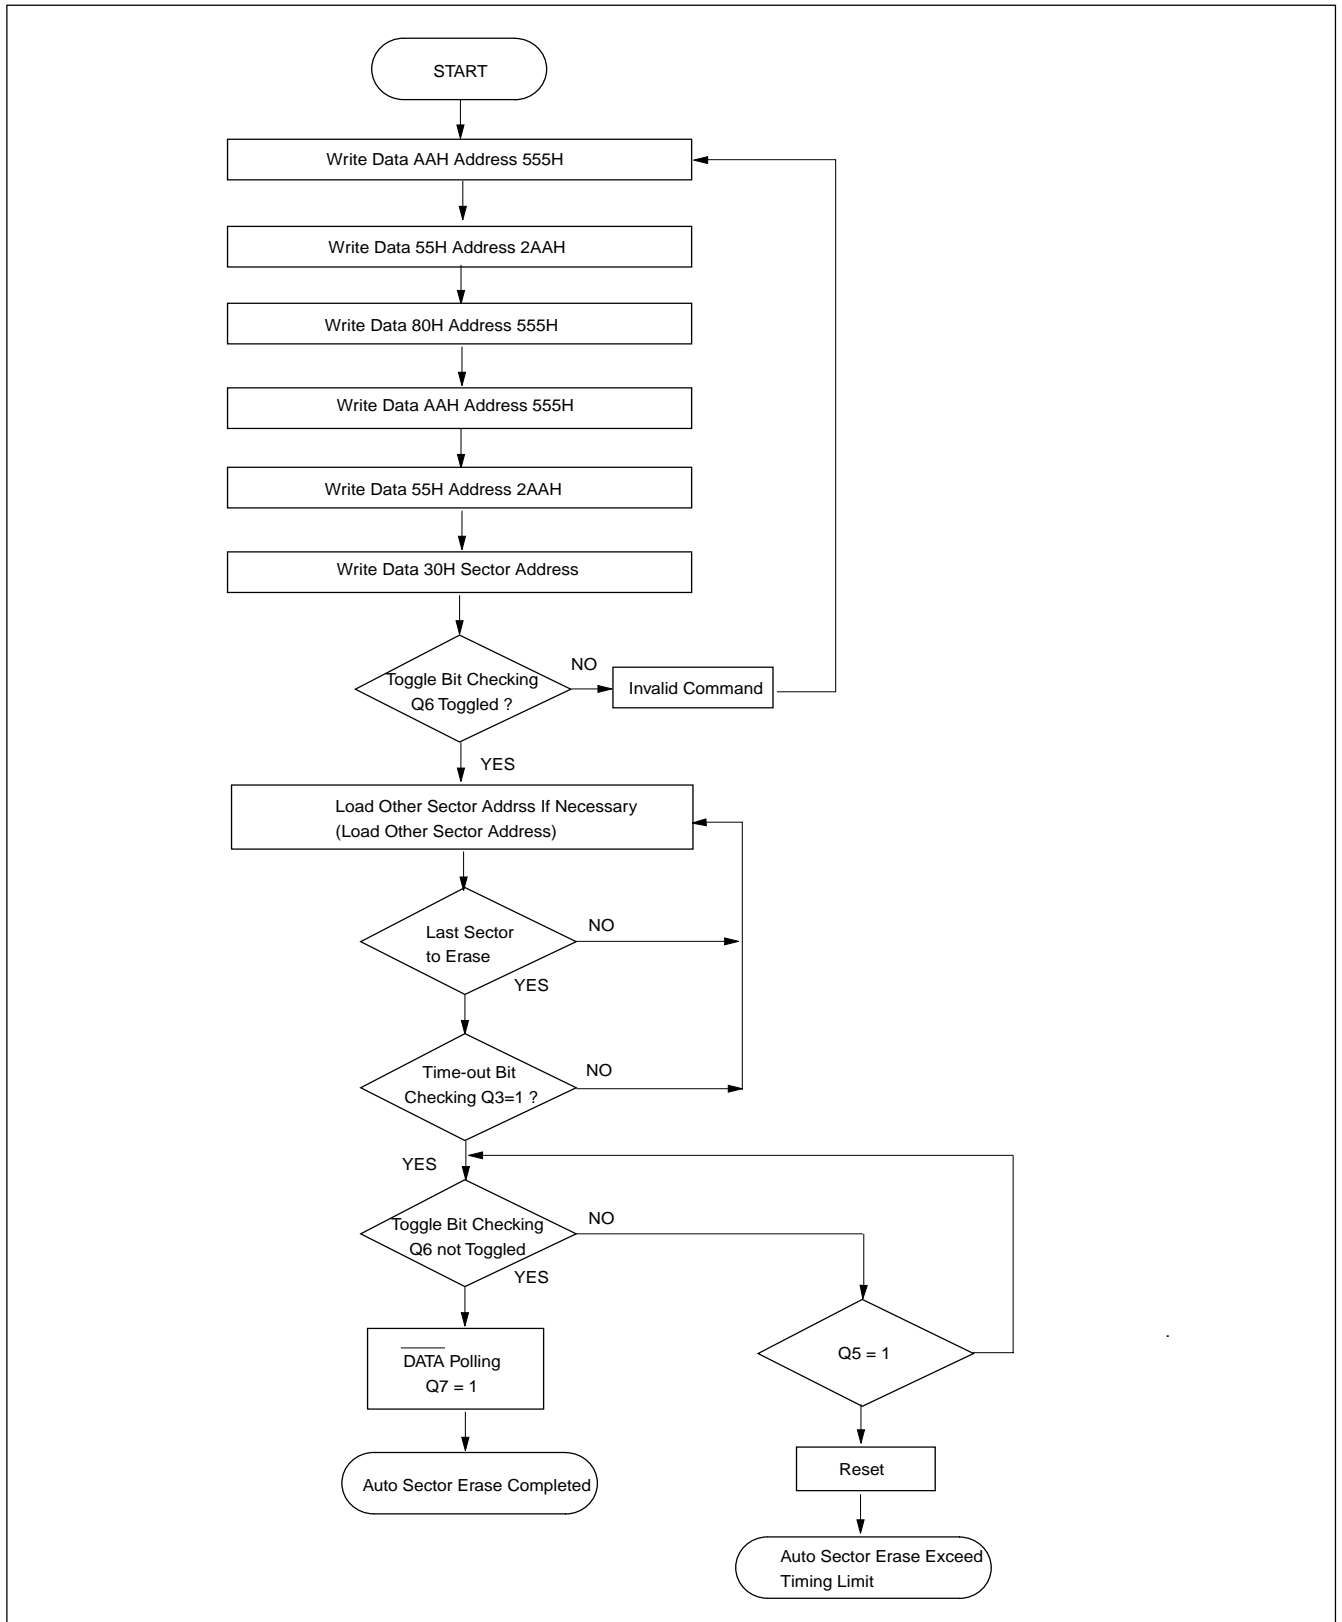 START
Write Data AAH Address 555H
Write Data 55H Address 2AAH
Write Data 80H Address 555H
Write Data AAH Address 555H
Write Data 55H Address 2AAH
Write Data 30H Sector Address
Toggle Bit Checking
Q6 Toggled ?
NO
Invalid Command
YES
Load Other Sector Addrss If Necessary
(Load Other Sector Address)
Last Sector
to Erase
NO
YES
Time-out Bit
Checking Q3=1 ?
NO
YES
Toggle Bit Checking
Q6 not Toggled
NO
YES
DATA Polling
Q7 = 1
Q5 = 1
Auto Sector Erase Completed
Reset
Auto Sector Erase Exceed
Timing Limit